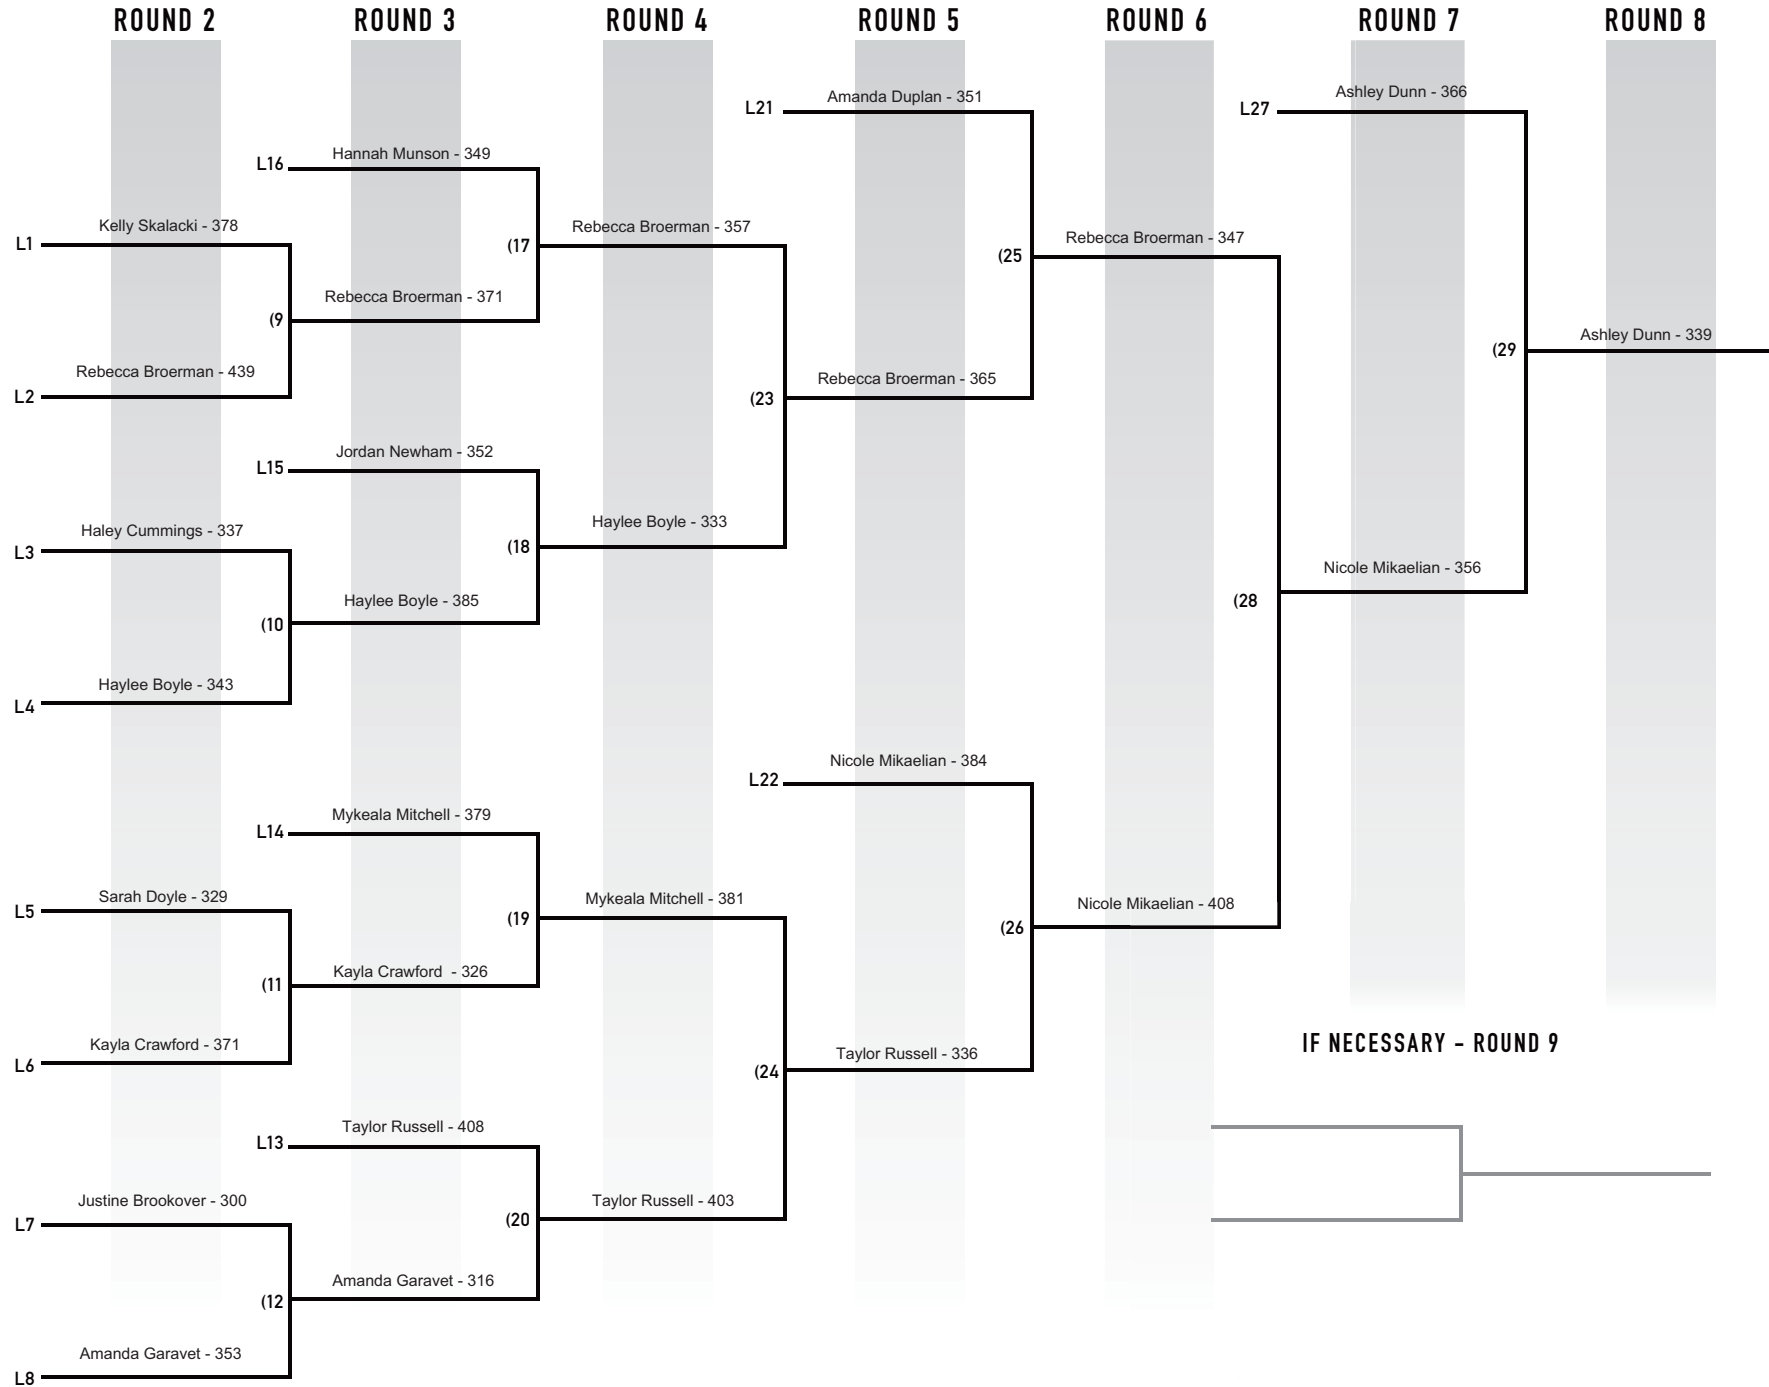 ROUND 2
ROUND 3
ROUND 4
ROUND 5
ROUND 6
ROUND 7
ROUND 8
L1
Kelly Skalacki - 378
L2
Rebecca Broerman - 439
(9
L3
Haley Cummings - 337
L4
Haylee Boyle - 343
(10
L5
Sarah Doyle - 329
L6
Kayla Crawford - 371
(11
L7
Justine Brookover - 300
L8
Amanda Garavet - 353
(12
L16
Hannah Munson - 349
Rebecca Broerman - 371
(17
L15
Jordan Newham - 352
Haylee Boyle - 385
(18
L14
Mykeala Mitchell - 379
Kayla Crawford  - 326
(19
L13
Taylor Russell - 408
Amanda Garavet - 316
(20
Rebecca Broerman - 357
Haylee Boyle - 333
(23
Mykeala Mitchell - 381
Taylor Russell - 403
(24
L21
Amanda Duplan - 351
Rebecca Broerman - 365
(25
L22
Nicole Mikaelian - 384
Taylor Russell - 336
(26
Rebecca Broerman - 347
Nicole Mikaelian - 408
(28
L27
Ashley Dunn - 366
Nicole Mikaelian - 356
(29
Ashley Dunn - 339
IF NECESSARY - ROUND 9